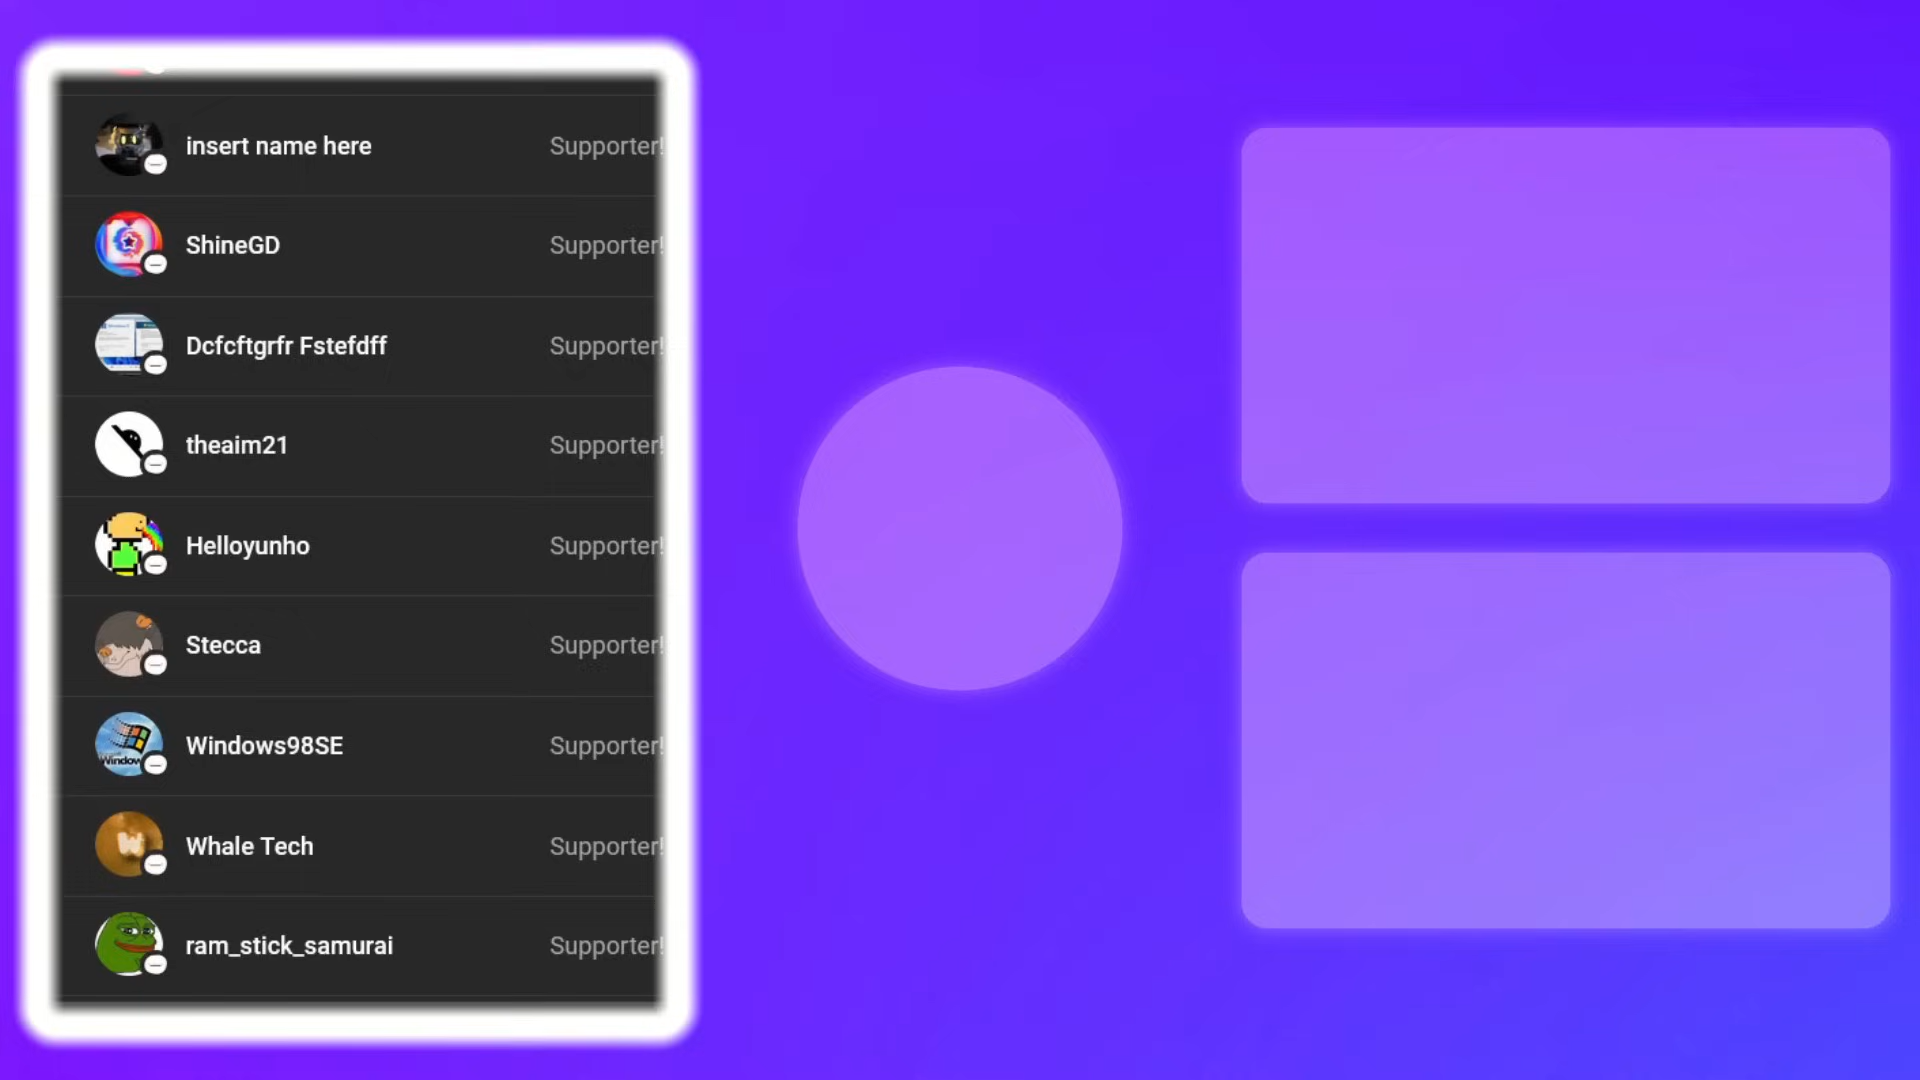 insert name here Supporter!
ShineGD Supporter!
Dcfcftgrfr Fstefdff Supporter!
theaim21 Supporter!
Helloyunho Supporter!
Stecca Supporter!
Windows98SE Supporter!
Window
Whale Tech Supporter!
W
ram_stick_samurai Supporter!